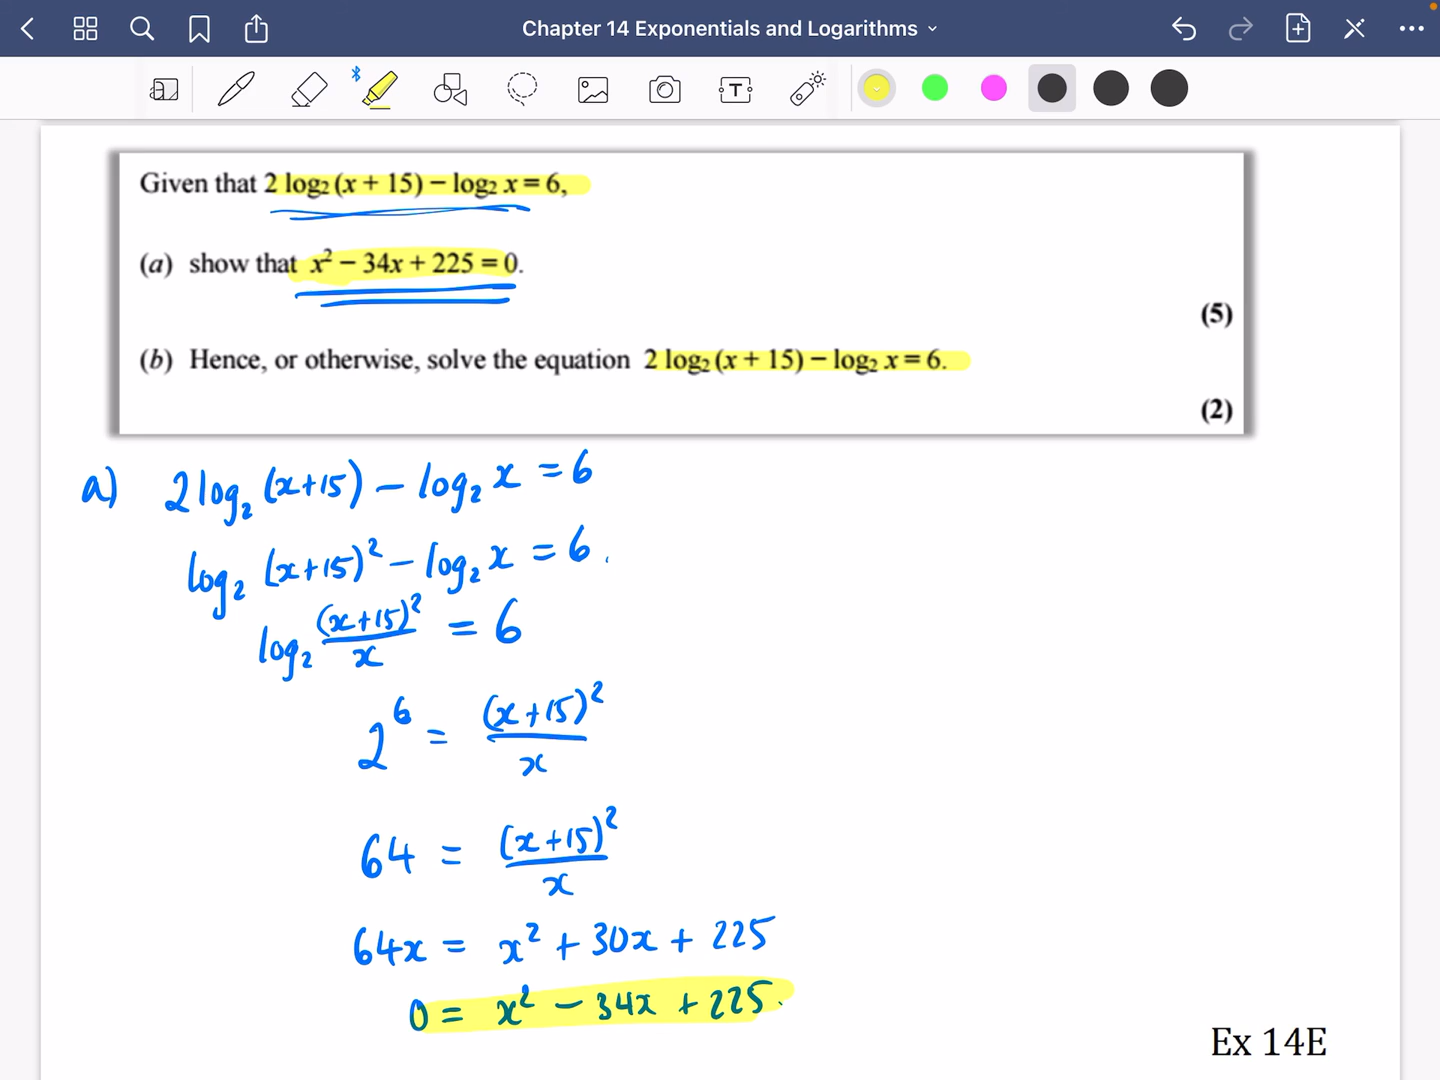 Chapter 14 Exponentials and Logarithms
Given that 2 log₂ (x + 15) − log₂ x = 6,
(a) show that x² − 34x + 225 = 0.
(5)
(b) Hence, or otherwise, solve the equation 2 log₂ (x + 15) − log₂ x = 6.
(2)
a) 2log₂ (x+15) − log₂ x = 6
log₂ (x+15)² − log₂ x = 6.
log₂ (x+15)²/x = 6
2⁶ = (x+15)²/x
64 = (x+15)²/x
64x = x² + 30x + 225
0 = x² − 34x + 225.
Ex 14E